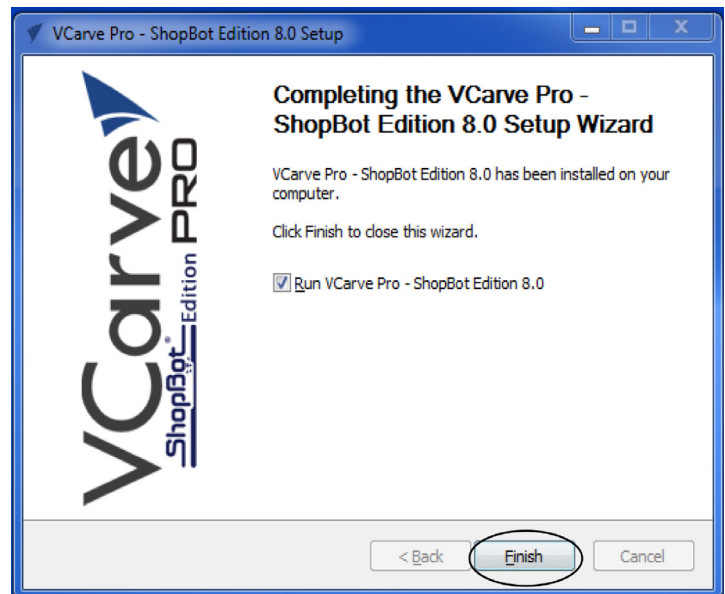 VCarve Pro - ShopBot Edition 8.0 Setup
X
VCarve PRO
ShopBot® Edition
Completing the VCarve Pro -
ShopBot Edition 8.0 Setup Wizard
VCarve Pro - ShopBot Edition 8.0 has been installed on your
computer.
Click Finish to close this wizard.
Run VCarve Pro - ShopBot Edition 8.0
< Back Finish Cancel